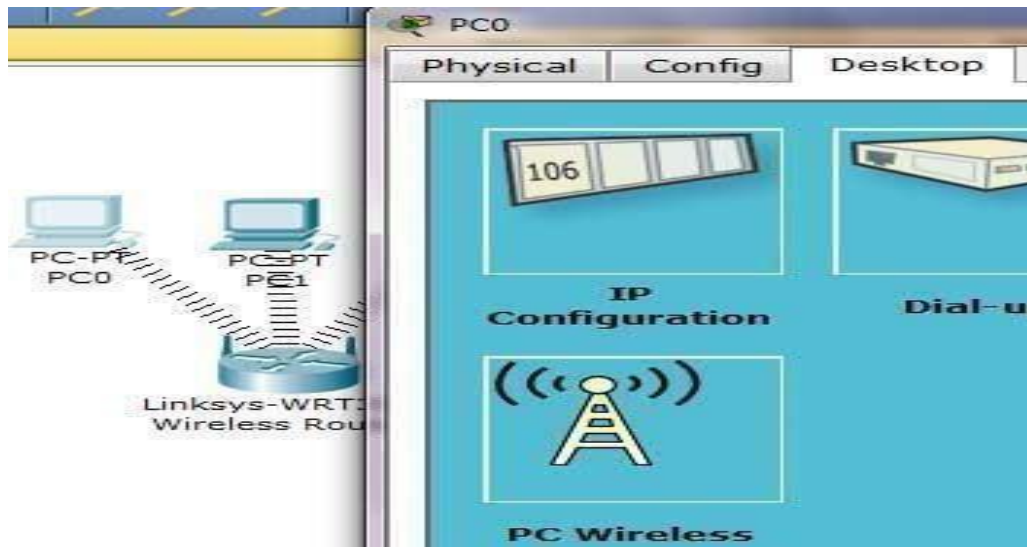 PC0
Physical Config Desktop
106
IP
Configuration
Dial-u
PC Wireless
PC-PT
PC0
PC-PT
PC1
Linksys-WRT
Wireless Rou